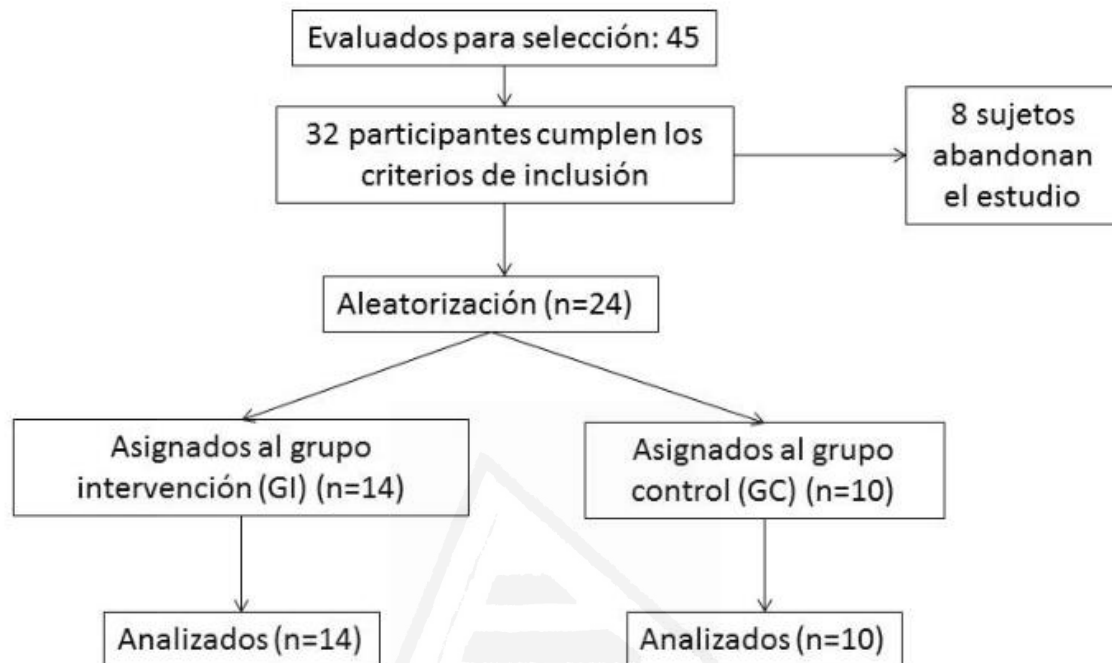 Evaluados para selección: 45
32 participantes cumplen los
criterios de inclusión
8 sujetos
abandonan
el estudio
Aleatorización (n=24)
Asignados al grupo
intervención (GI) (n=14)
Asignados al grupo
control (GC) (n=10)
Analizados (n=14)
Analizados (n=10)